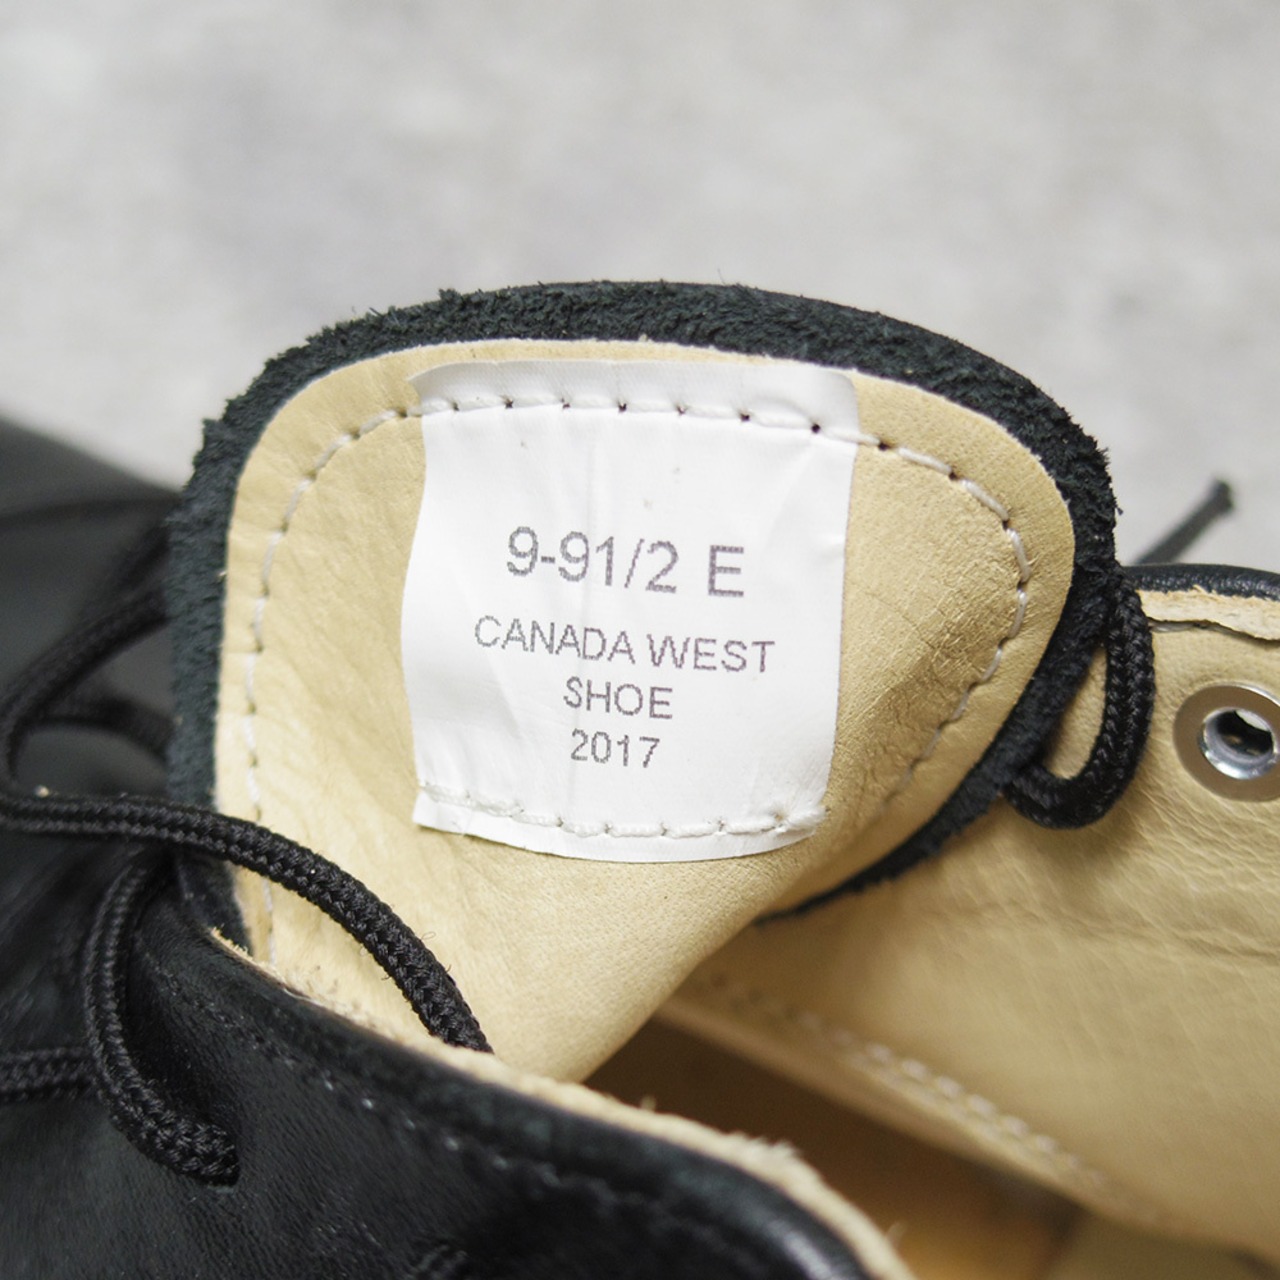 9-91/2 E
CANADA WEST
SHOE
2017